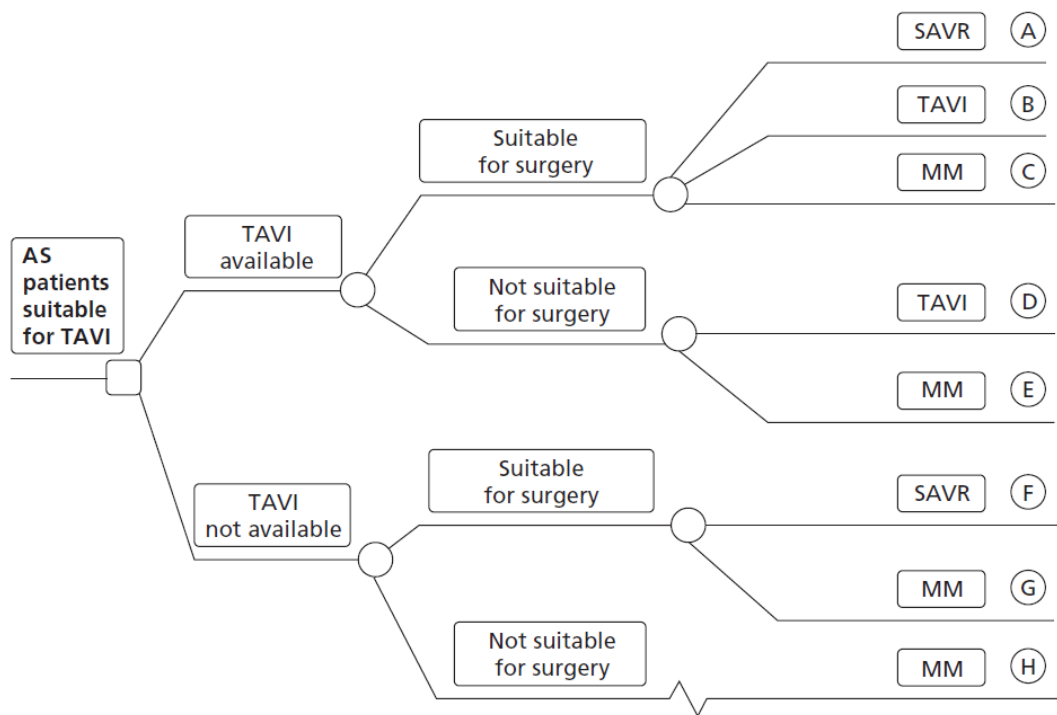 SAVR A
TAVI B
Suitable
for surgery
MM C
TAVI
available
AS
patients
suitable
for TAVI
Not suitable
for surgery
TAVI D
MM E
Suitable
for surgery
SAVR F
TAVI
not available
MM G
Not suitable
for surgery
MM H